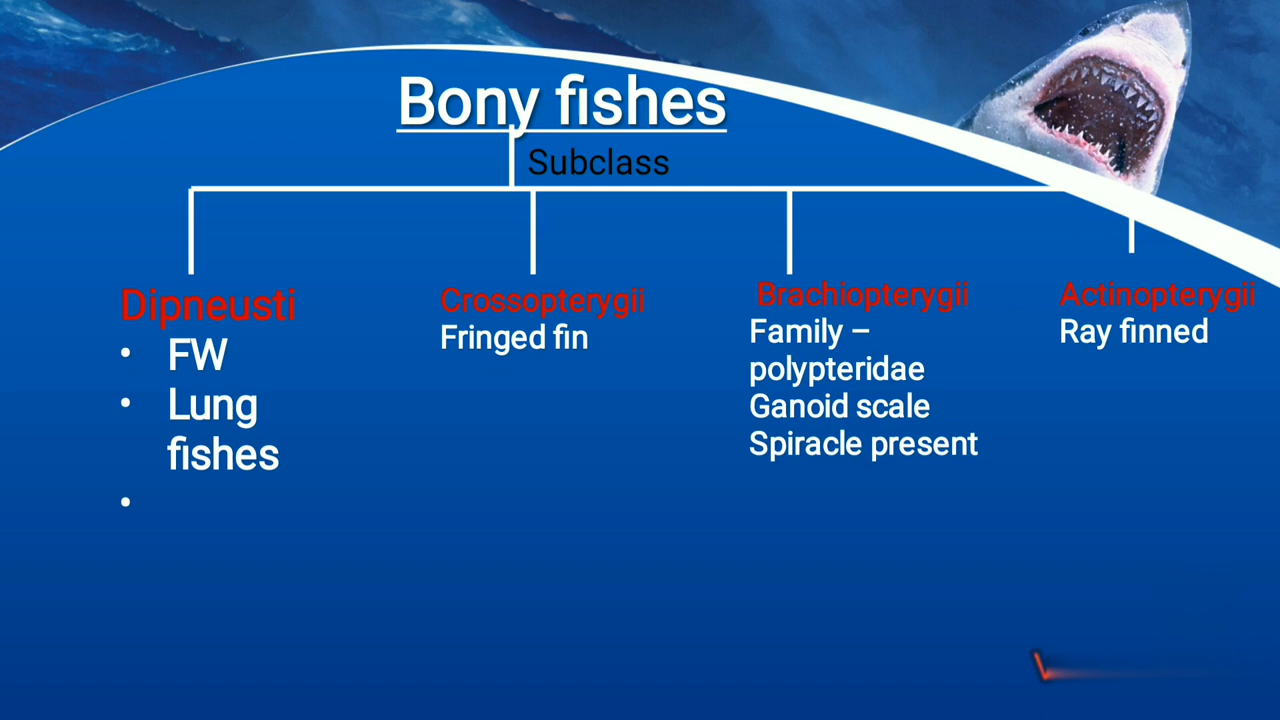 Bony fishes
Subclass
Dipneusti
• FW
• Lung
fishes
•
Crossopterygii
Fringed fin
Brachiopterygii
Family –
polypteridae
Ganoid scale
Spiracle present
Actinopterygii
Ray finned